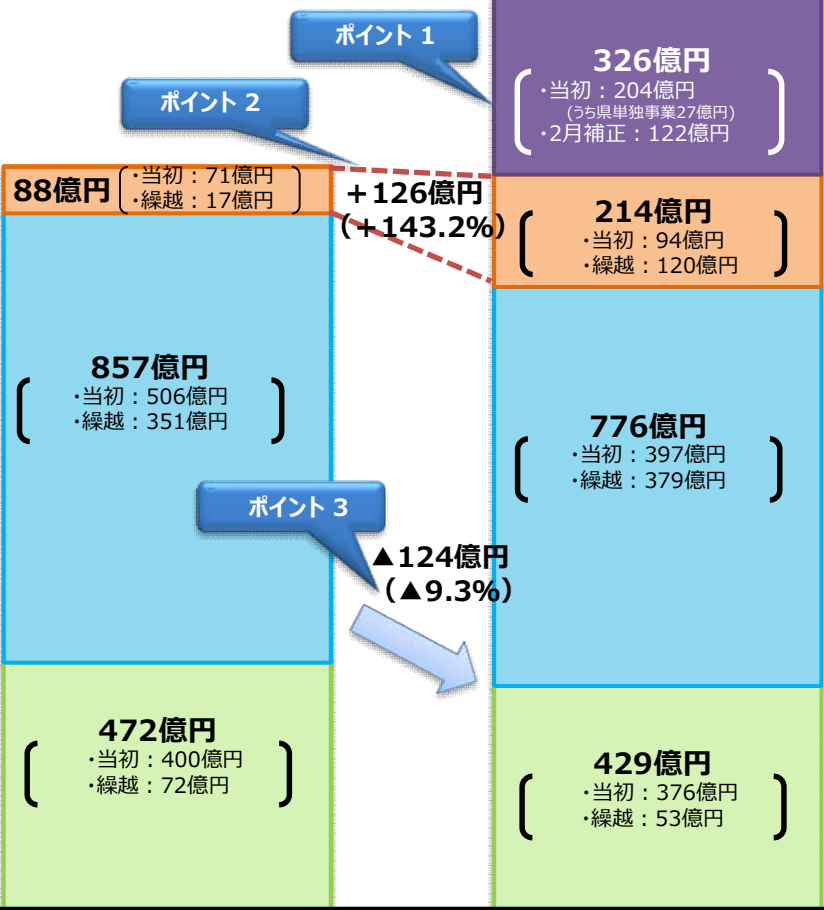 ポイント 1
326億円
・当初：204億円
(うち県単独事業27億円)
・2月補正：122億円
ポイント 2
88億円
・当初：71億円
・繰越：17億円
＋126億円
（+143.2%）
214億円
・当初：94億円
・繰越：120億円
857億円
・当初：506億円
・繰越：351億円
776億円
・当初：397億円
・繰越：379億円
ポイント 3
▲124億円
（▲9.3%）
472億円
・当初：400億円
・繰越：72億円
429億円
・当初：376億円
・繰越：53億円